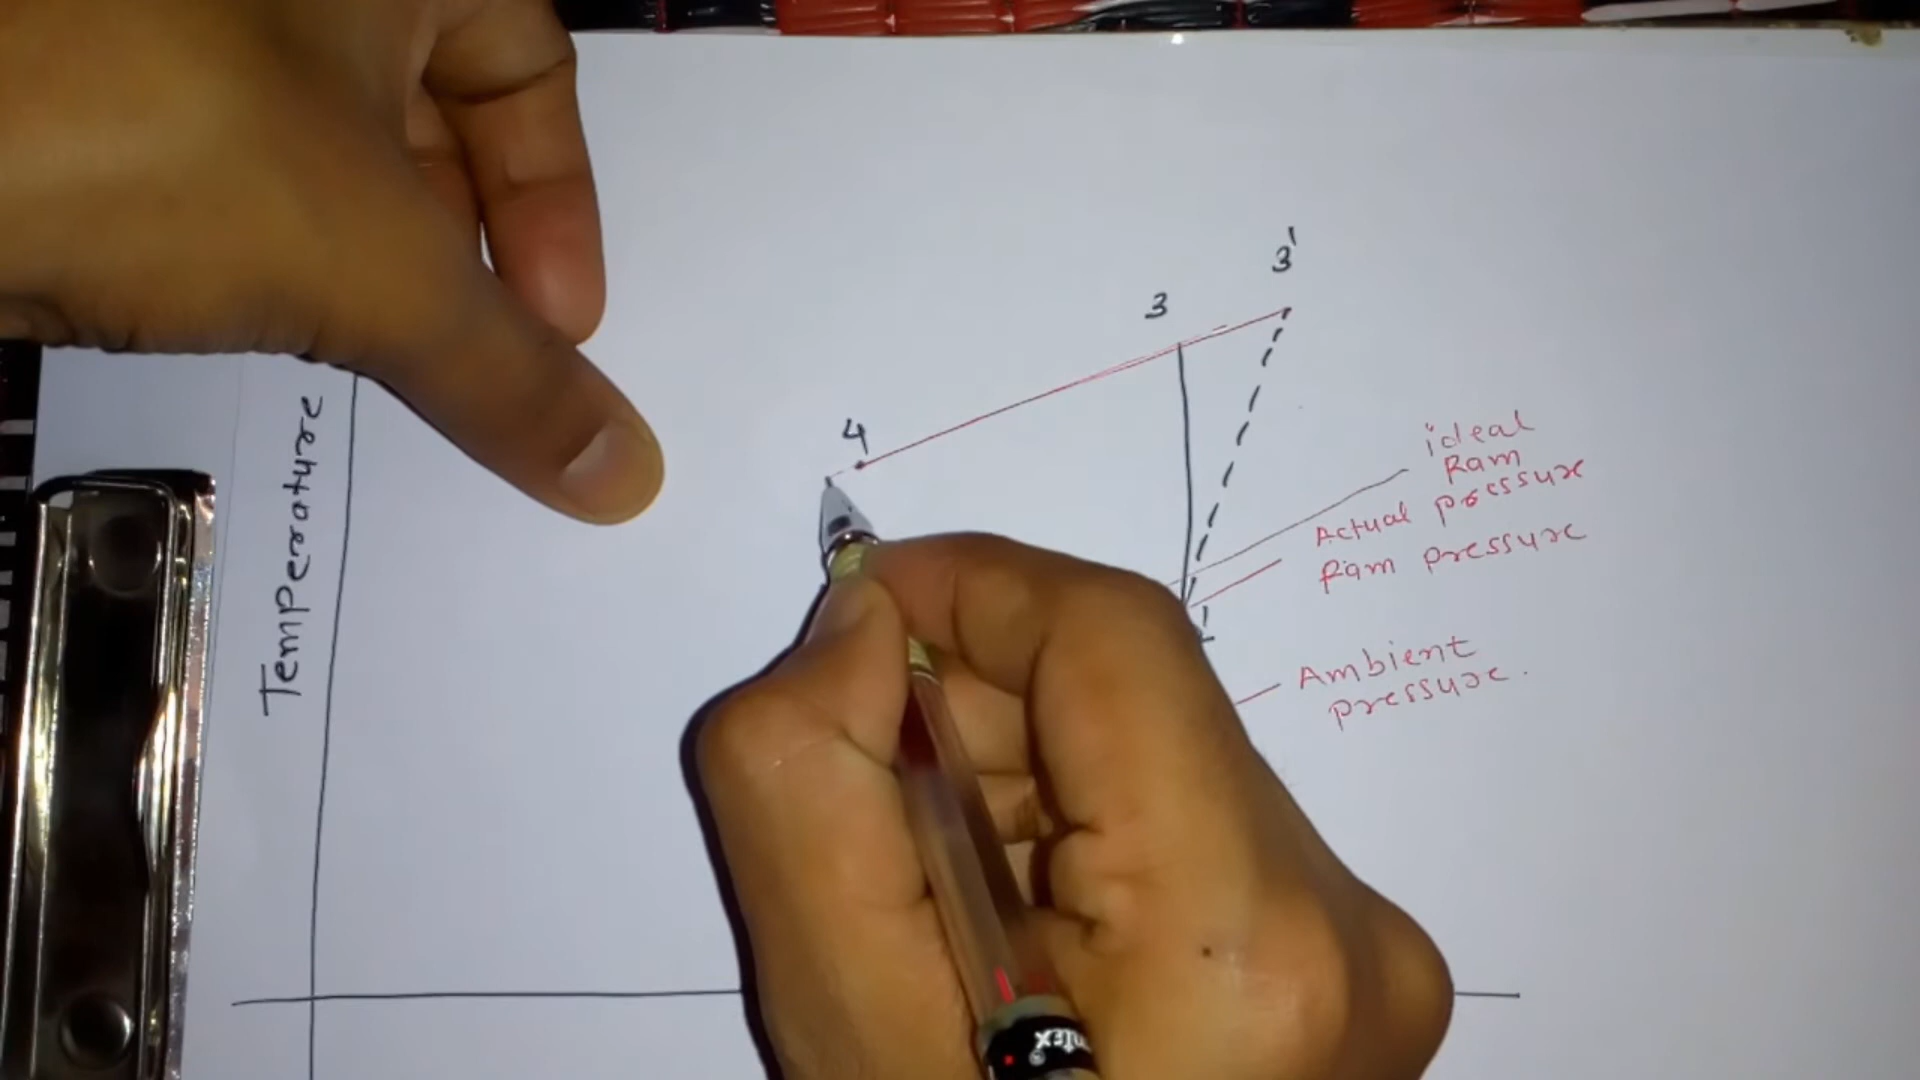 3'
3
4
Temperature
ideal
Ram
pressure
Actual
Ram pressure
Ambient
pressure.